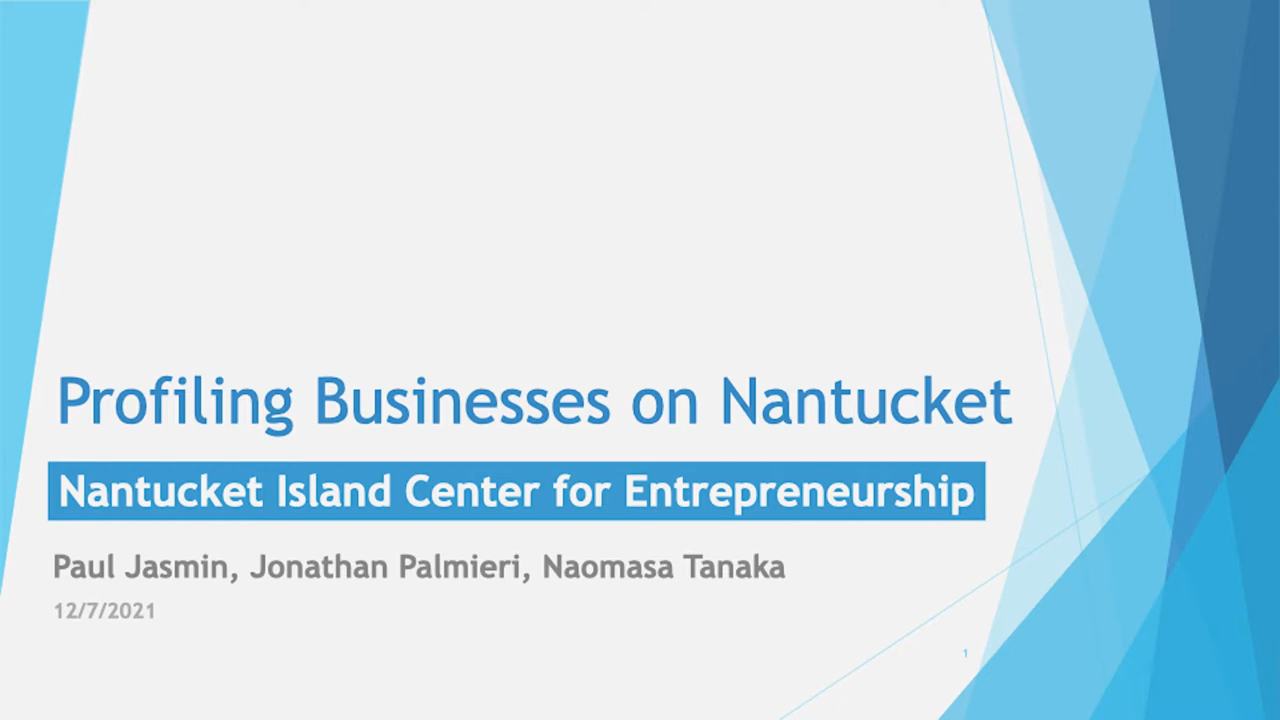 Profiling Businesses on Nantucket
Nantucket Island Center for Entrepreneurship
Paul Jasmin, Jonathan Palmieri, Naomasa Tanaka
12/7/2021
1